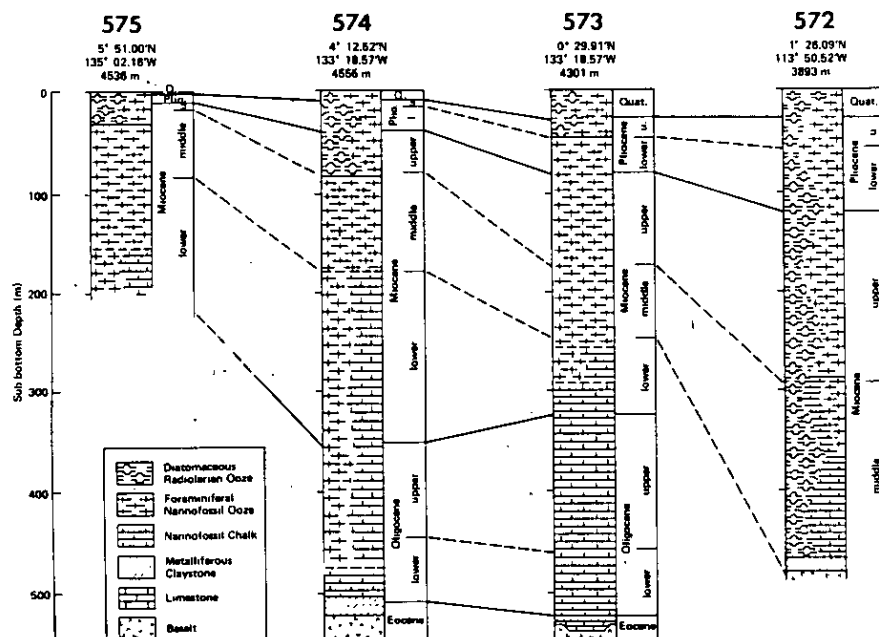 575
5° 51.00'N
135° 02.16'W
4536 m
574
4° 12.52'N
133° 18.57'W
4556 m
573
0° 29.91'N
133° 18.57'W
4301 m
572
1° 26.09'N
113° 50.52'W
3893 m
Sub bottom Depth (m)
0
100
200
300
400
500
Q.
Plio.
u.
middle
lower
Miocene
Q.
u.
Plio.
upper
middle
lower
Miocene
upper
lower
Oligocene
Eocene
Quat.
u.
lower
Pliocene
upper
middle
lower
Miocene
upper
lower
Oligocene
Eocene
Quat.
u.
lower
Pliocene
upper
middle
Miocene
Diatomaceous
Radiolarian Ooze
Foraminiferal
Nannofossil Ooze
Nannofossil Chalk
Metalliferous
Claystone
Limestone
Basalt